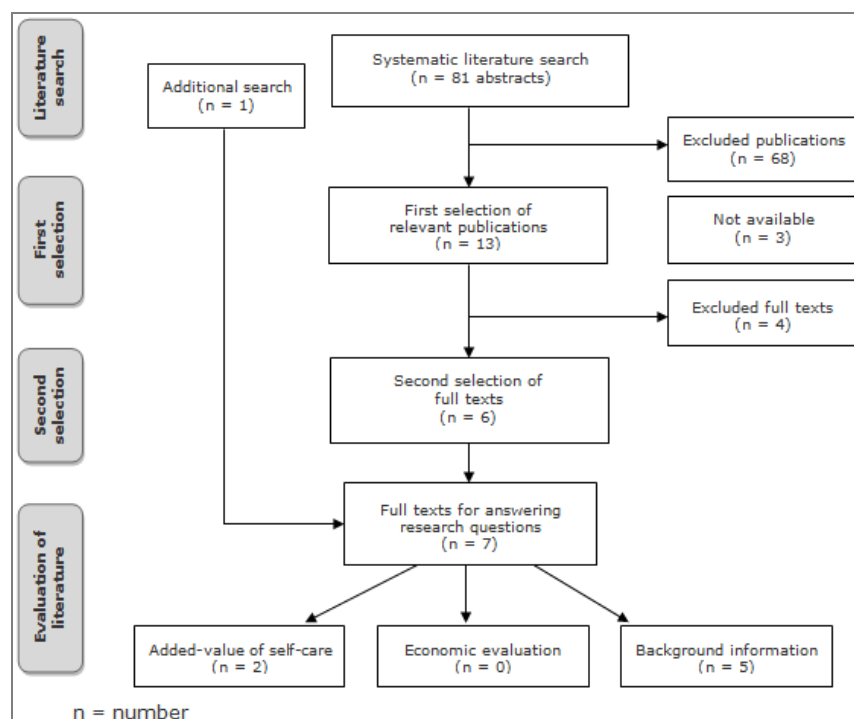 Literature
search
Systematic literature search
(n = 81 abstracts)
Additional search
(n = 1)
Excluded publications
(n = 68)
First
selection
First selection of
relevant publications
(n = 13)
Not available
(n = 3)
Excluded full texts
(n = 4)
Second
selection
Second selection of
full texts
(n = 6)
Evaluation of
literature
Full texts for answering
research questions
(n = 7)
Added-value of self-care
(n = 2)
Economic evaluation
(n = 0)
Background information
(n = 5)
n = number